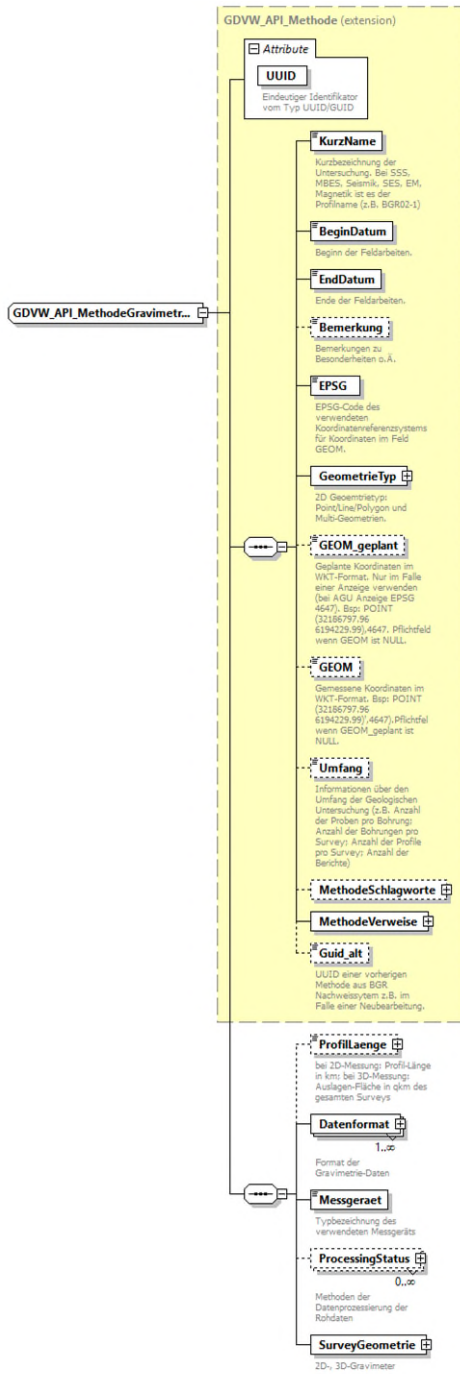 GDVW_API_Methode (extension)
Attribute
UUID
Eindeutiger Identifikator
vom Typ UUID/GUID
KurzName
Kurzbezeichnung der
Untersuchung. Bei SSS,
MBES, Seismik, SES, EM,
Magnetik ist es der
Profilname (z.B. BGR02-1)
BeginDatum
Beginn der Feldarbeiten.
EndDatum
Ende der Feldarbeiten.
GDVW_API_MethodeGravimetr...
Bemerkung
Bemerkungen zu
Besonderheiten o.Ä.
EPSG
EPSG-Code des
verwendeten
Koordinatenreferenzsystems
für Koordinaten im Feld
GEOM.
GeometrieTyp
2D Geoemtrietyp:
Point/Line/Polygon und
Multi-Geometrien.
GEOM_geplant
Geplante Koordinaten im
WKT-Format. Nur im Falle
einer Anzeige verwenden
(bei AGU Anzeige EPSG
4647). Bsp: POINT
(32186797.96
6194229.99),4647. Pflichtfeld
wenn GEOM ist NULL.
GEOM
Gemessene Koordinaten im
WKT-Format. Bsp: POINT
(32186797.96
6194229.99)',4647).Pflichtfel
wenn GEOM_geplant ist
NULL.
Umfang
Informationen über den
Umfang der Geologischen
Untersuchung (z.B. Anzahl
der Proben pro Bohrung;
Anzahl der Bohrungen pro
Survey; Anzahl der Profile
pro Survey; Anzahl der
Berichte)
MethodeSchlagworte
MethodeVerweise
Guid_alt
UUID einer vorherigen
Methode aus BGR
Nachweissytem z.B. im
Falle einer Neubearbeitung.
ProfilLaenge
bei 2D-Messung: Profil-Länge
in km; bei 3D-Messung:
Auslagen-Fläche in qkm des
gesamten Surveys
Datenformat
1..∞
Format der
Gravimetrie-Daten
Messgeraet
Typbezeichnung des
verwendeten Messgeräts
ProcessingStatus
0..∞
Methoden der
Datenprozessierung der
Rohdaten
SurveyGeometrie
2D-, 3D-Gravimeter